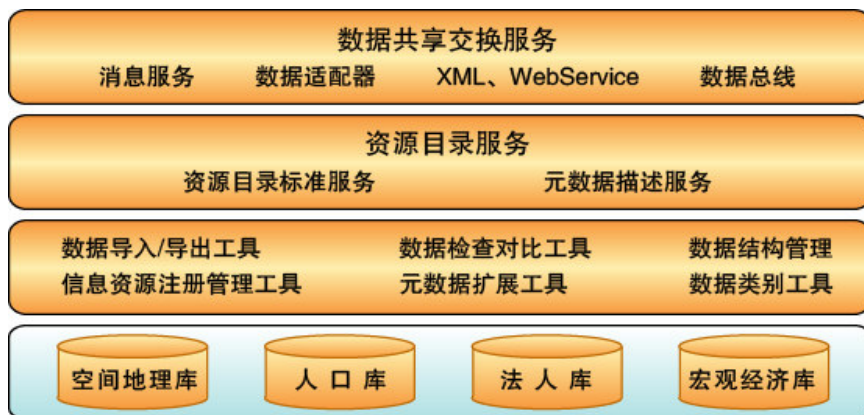 数据共享交换服务
消息服务 数据适配器 XML、WebService 数据总线
资源目录服务
资源目录标准服务 元数据描述服务
数据导入/导出工具 数据检查对比工具 数据结构管理
信息资源注册管理工具 元数据扩展工具 数据类别工具
空间地理库 人口库 法人库 宏观经济库